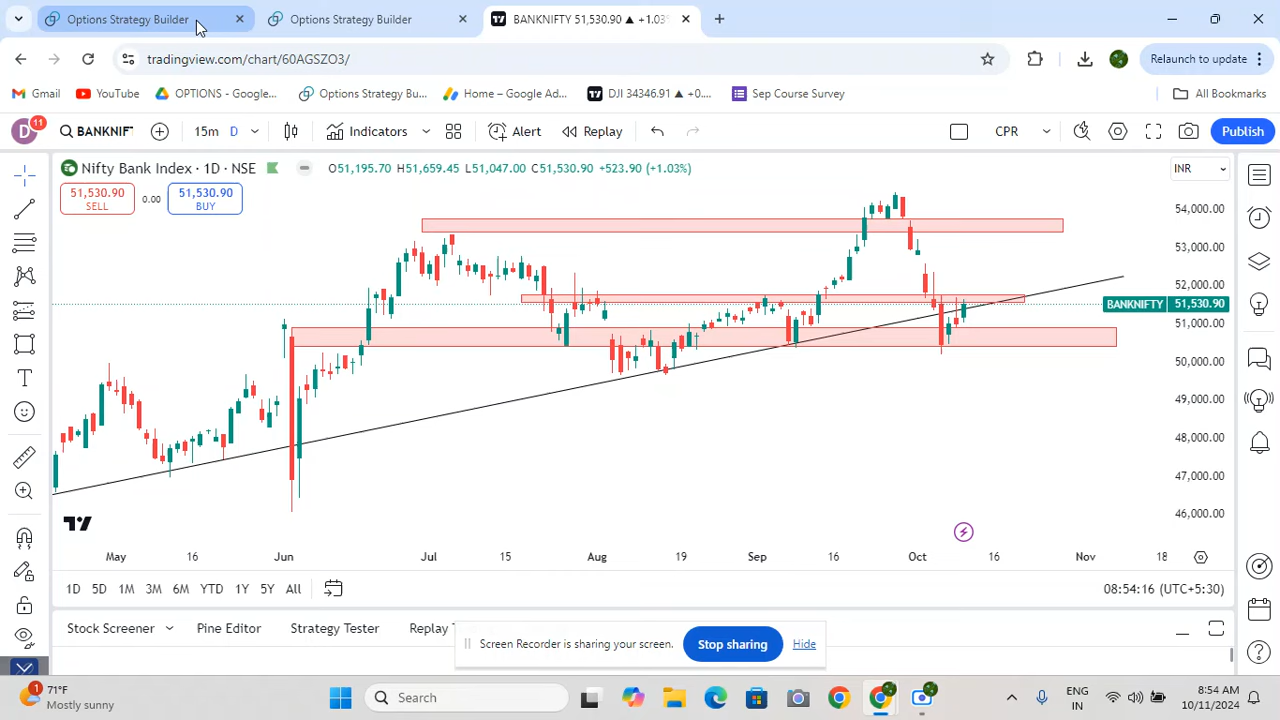 Options Strategy Builder
Options Strategy Builder
BANKNIFTY 51,530.90 ▲ +1.03%
tradingview.com/chart/60AGSZO3/
Relaunch to update
Gmail
YouTube
OPTIONS - Google...
Options Strategy Bu...
Home – Google Ad...
DJI 34346.91 ▲ +0....
Sep Course Survey
All Bookmarks
D
11
BANKNIF
15m
D
Indicators
Alert
Replay
CPR
Publish
Nifty Bank Index · 1D · NSE
O51,195.70 H51,659.45 L51,047.00 C51,530.90 +523.90 (+1.03%)
INR
51,530.90
SELL
0.00
51,530.90
BUY
54,000.00
53,000.00
52,000.00
BANKNIFTY 51,530.90
51,000.00
50,000.00
49,000.00
48,000.00
47,000.00
46,000.00
May 16 Jun Jul 15 Aug 19 Sep 16 Oct 16 Nov 18
1D 5D 1M 3M 6M YTD 1Y 5Y All
08:54:16 (UTC+5:30)
Stock Screener
Pine Editor
Strategy Tester
Replay T
Screen Recorder is sharing your screen.
Stop sharing
Hide
1
71°F
Mostly sunny
Search
ENG
IN
8:54 AM
10/11/2024